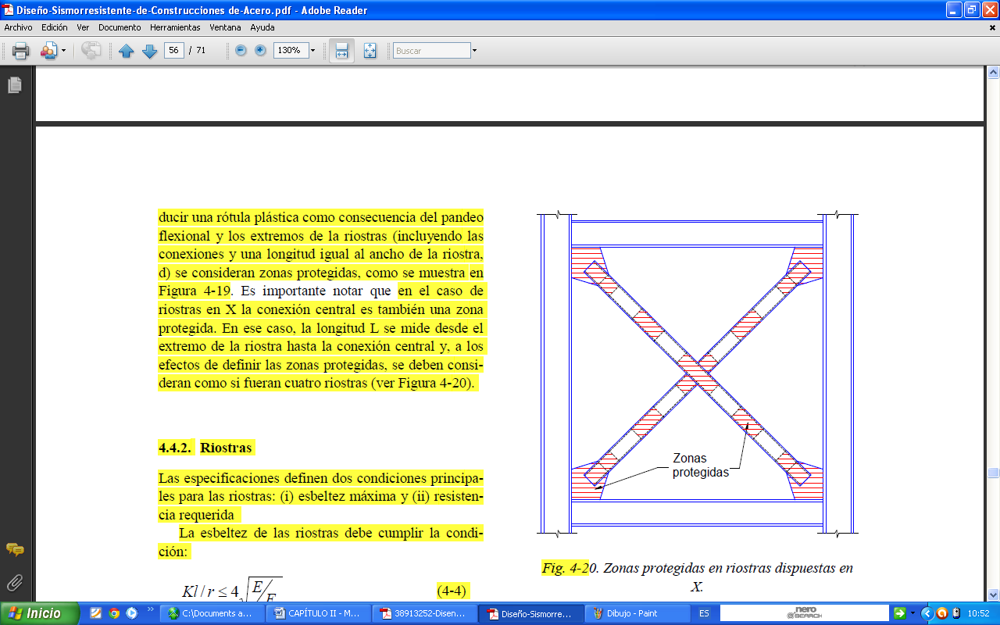 Diseño-Sismorresistente-de-Construcciones de-Acero.pdf - Adobe Reader
Archivo Edición Ver Documento Herramientas Ventana Ayuda
56 / 71 130% Buscar
ducir una rótula plástica como consecuencia del pandeo
flexional y los extremos de la riostras (incluyendo las
conexiones y una longitud igual al ancho de la riostra,
d) se consideran zonas protegidas, como se muestra en
Figura 4-19. Es importante notar que en el caso de
riostras en X la conexión central es también una zona
protegida. En ese caso, la longitud L se mide desde el
extremo de la riostra hasta la conexión central y, a los
efectos de definir las zonas protegidas, se deben consi-
deran como si fueran cuatro riostras (ver Figura 4-20).
4.4.2. Riostras
Las especificaciones definen dos condiciones principa-
les para las riostras: (i) esbeltez máxima y (ii) resisten-
cia requerida
La esbeltez de las riostras debe cumplir la condi-
ción:
Kl / r ≤ 4√E/F (4-4)
Zonas
protegidas
Fig. 4-20. Zonas protegidas en riostras dispuestas en
X.
Inicio » C:\Documents a... CAPÍTULO II - M... 38913252-Disen... Diseño-Sismorre... Dibujo - Paint ES nero SEARCH 10:52